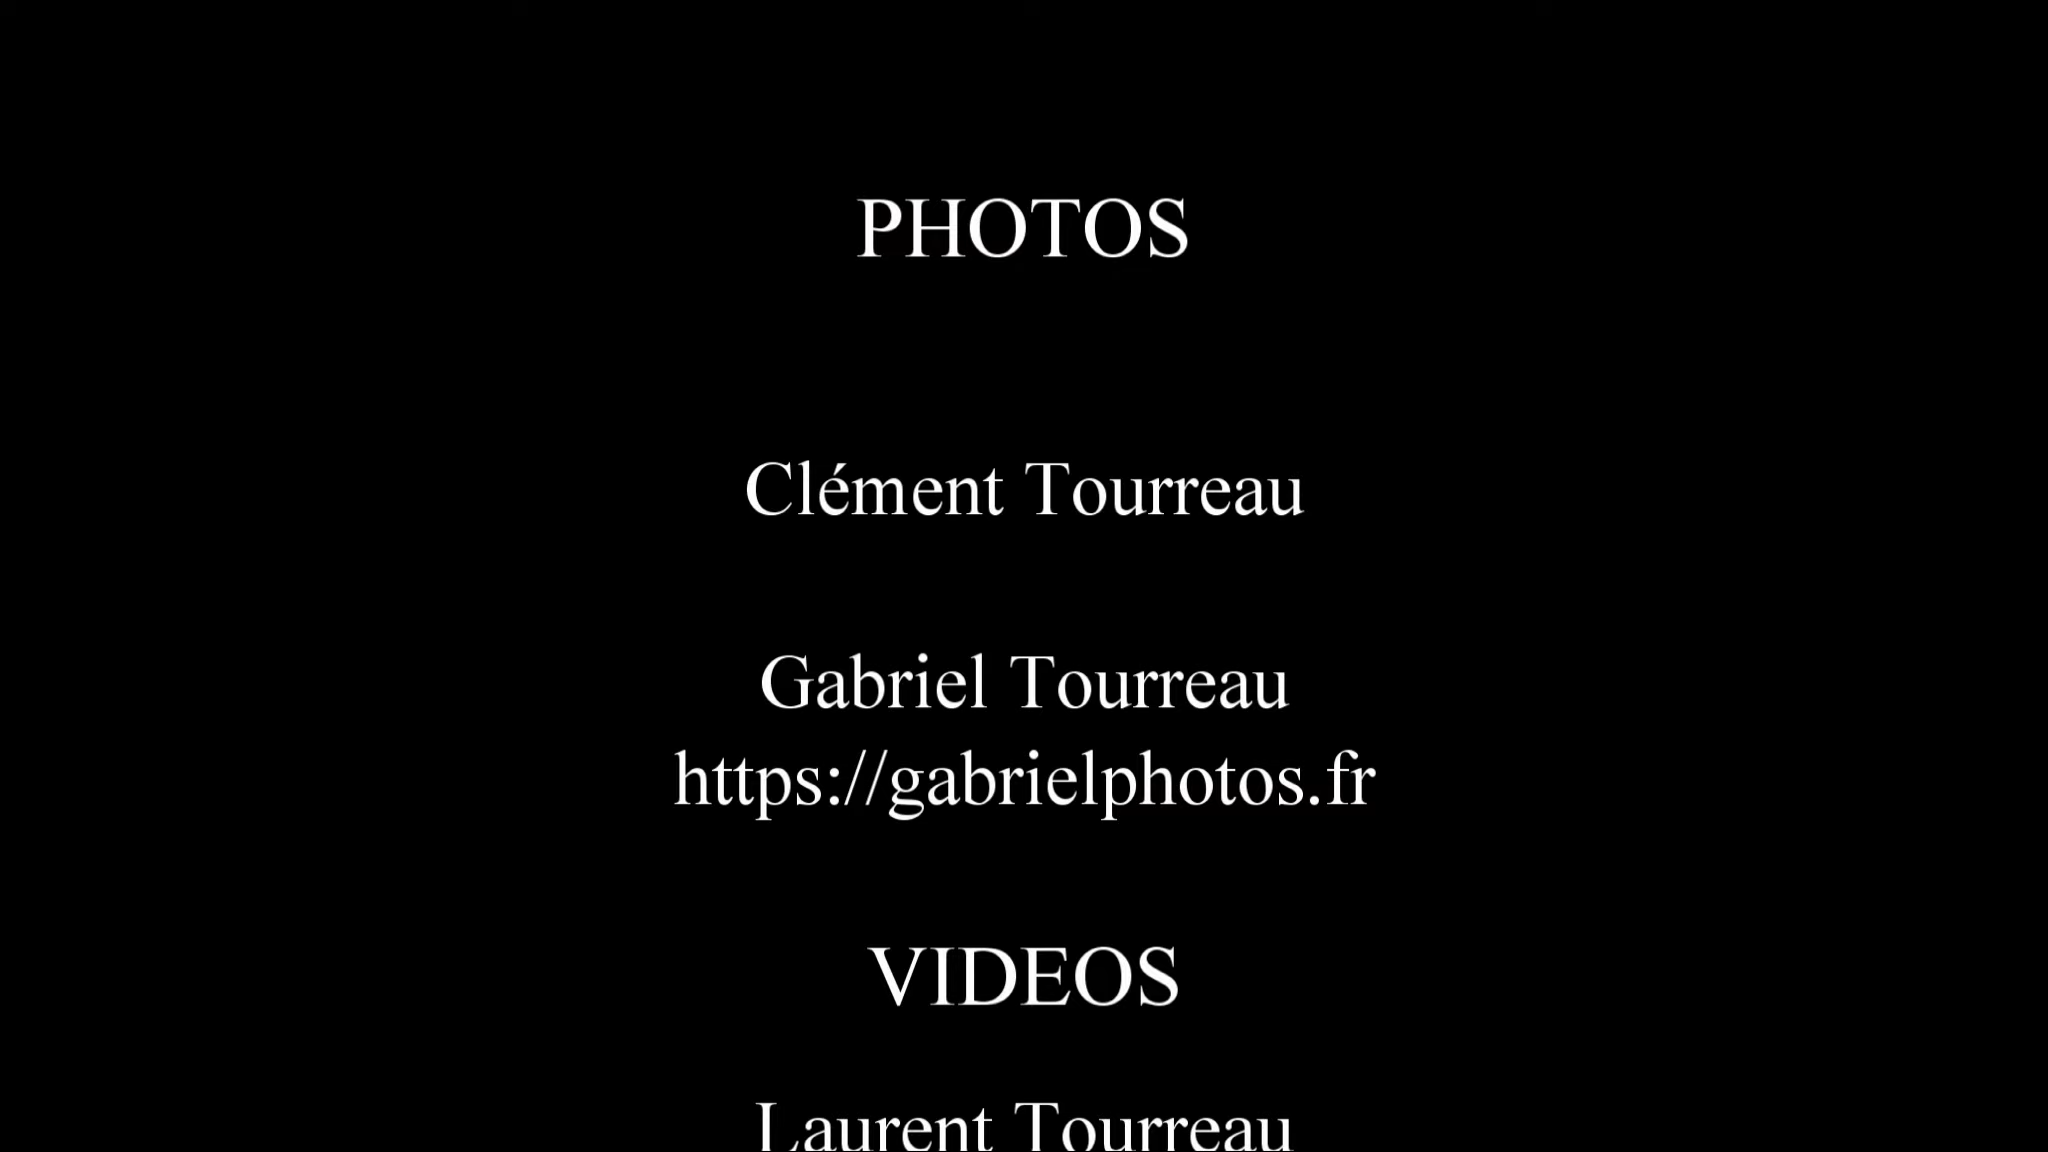 PHOTOS
Clément Tourreau
Gabriel Tourreau
https://gabrielphotos.fr
VIDEOS
Laurent Tourreau